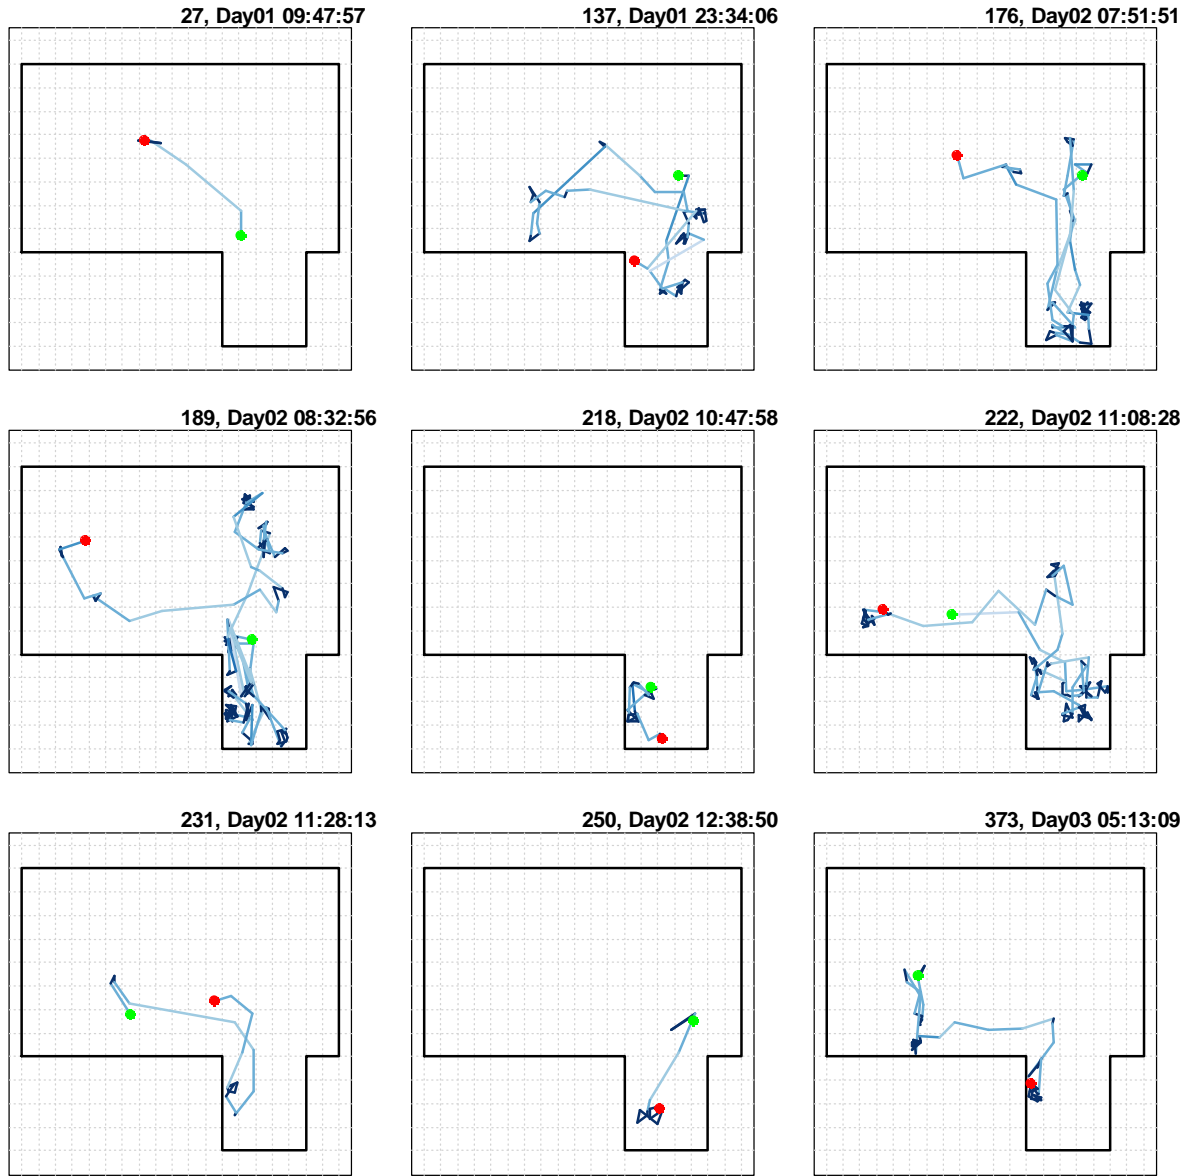 27, Day01 09:47:57
137, Day01 23:34:06
176, Day02 07:51:51
189, Day02 08:32:56
218, Day02 10:47:58
222, Day02 11:08:28
231, Day02 11:28:13
250, Day02 12:38:50
373, Day03 05:13:09